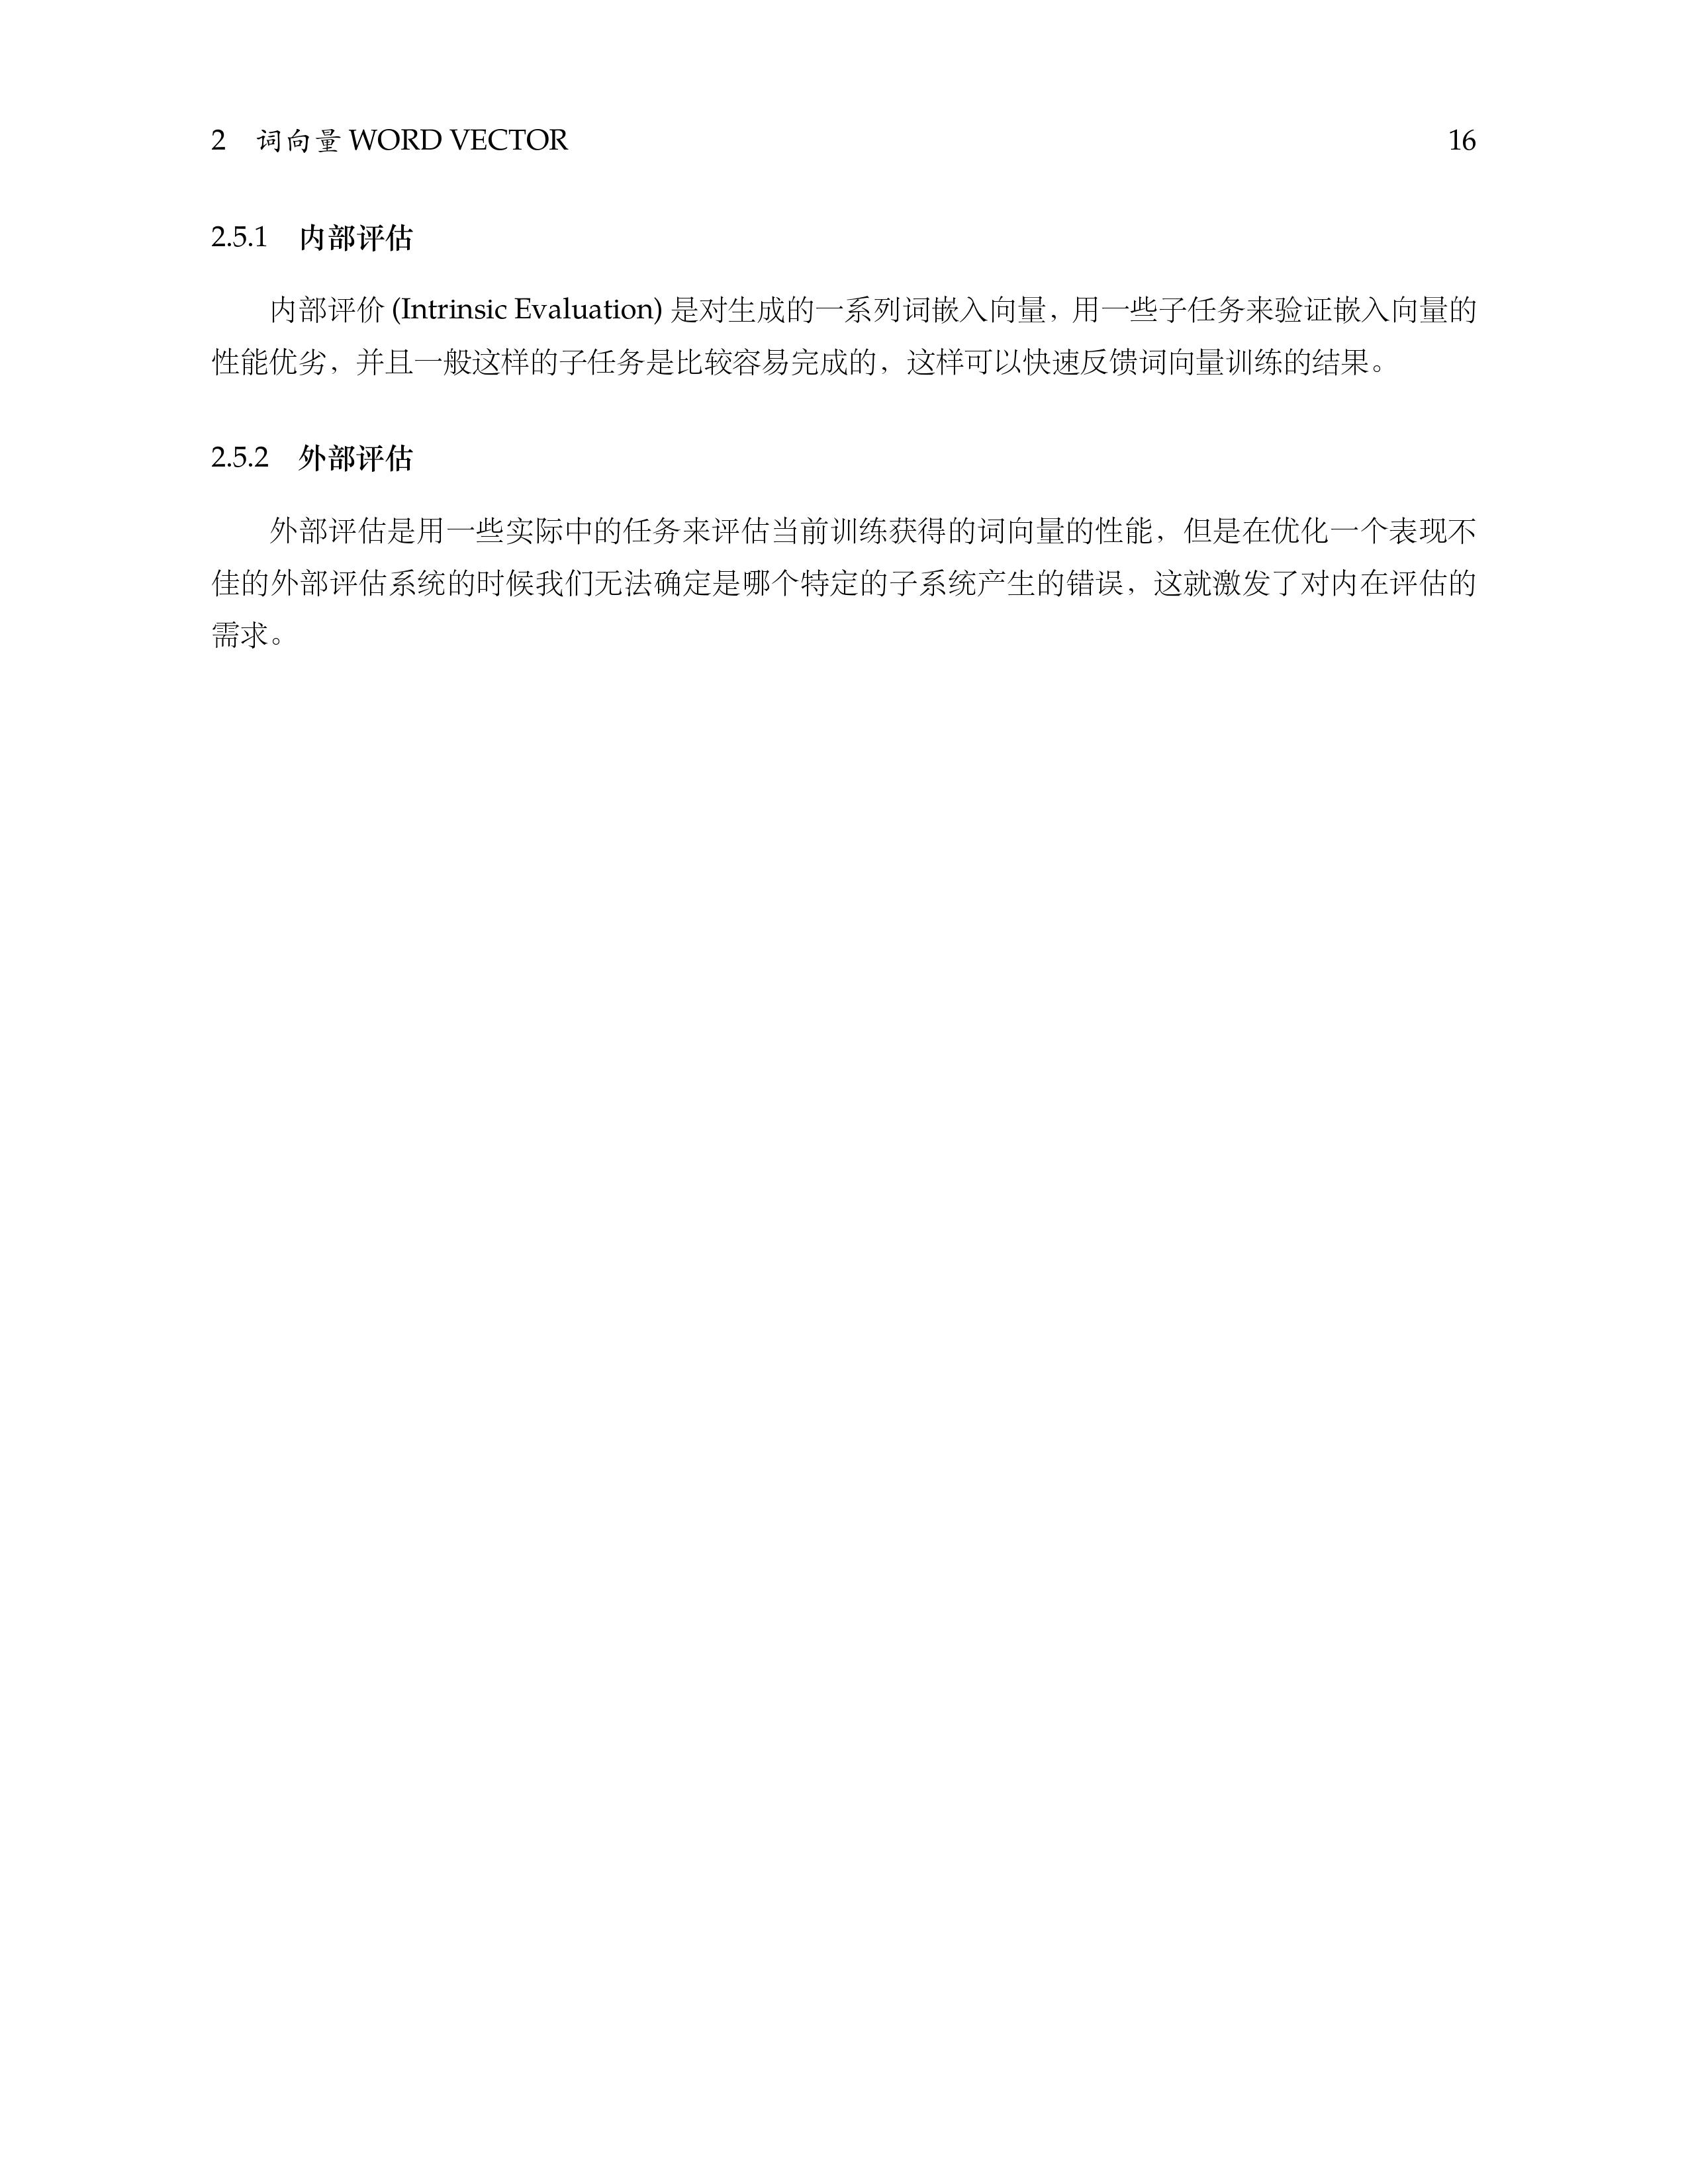 2 词向量 WORD VECTOR 16
2.5.1 内部评估
内部评价 (Intrinsic Evaluation) 是对生成的一系列词嵌入向量，用一些子任务来验证嵌入向量的
性能优劣，并且一般这样的子任务是比较容易完成的，这样可以快速反馈词向量训练的结果。
2.5.2 外部评估
外部评估是用一些实际中的任务来评估当前训练获得的词向量的性能，但是在优化一个表现不
佳的外部评估系统的时候我们无法确定是哪个特定的子系统产生的错误，这就激发了对内在评估的
需求。